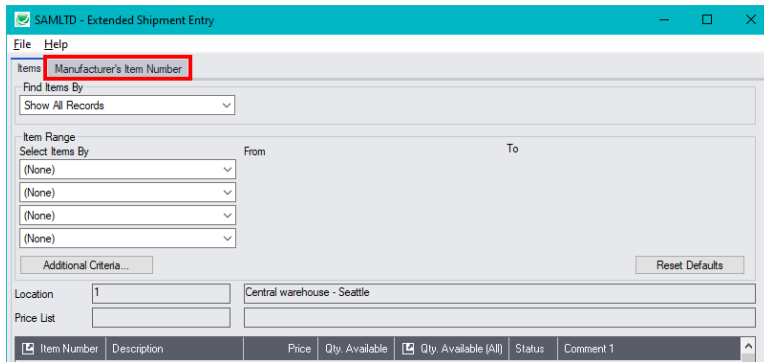 SAMLTD - Extended Shipment Entry
File Help
Items Manufacturer's Item Number
Find Items By
Show All Records
Item Range
Select Items By From To
(None)
(None)
(None)
(None)
Additional Criteria... Reset Defaults
Location 1 Central warehouse - Seattle
Price List
Item Number Description Price Qty. Available Qty. Available (All) Status Comment 1